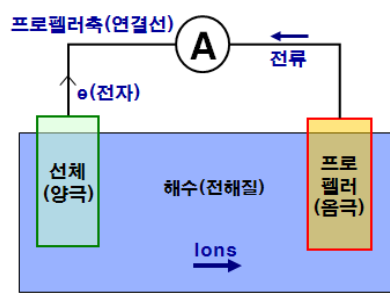 프로펠러축(연결선)
A
전류
e(전자)
선체
(양극)
해수(전해질)
프로
펠러
(음극)
Ions